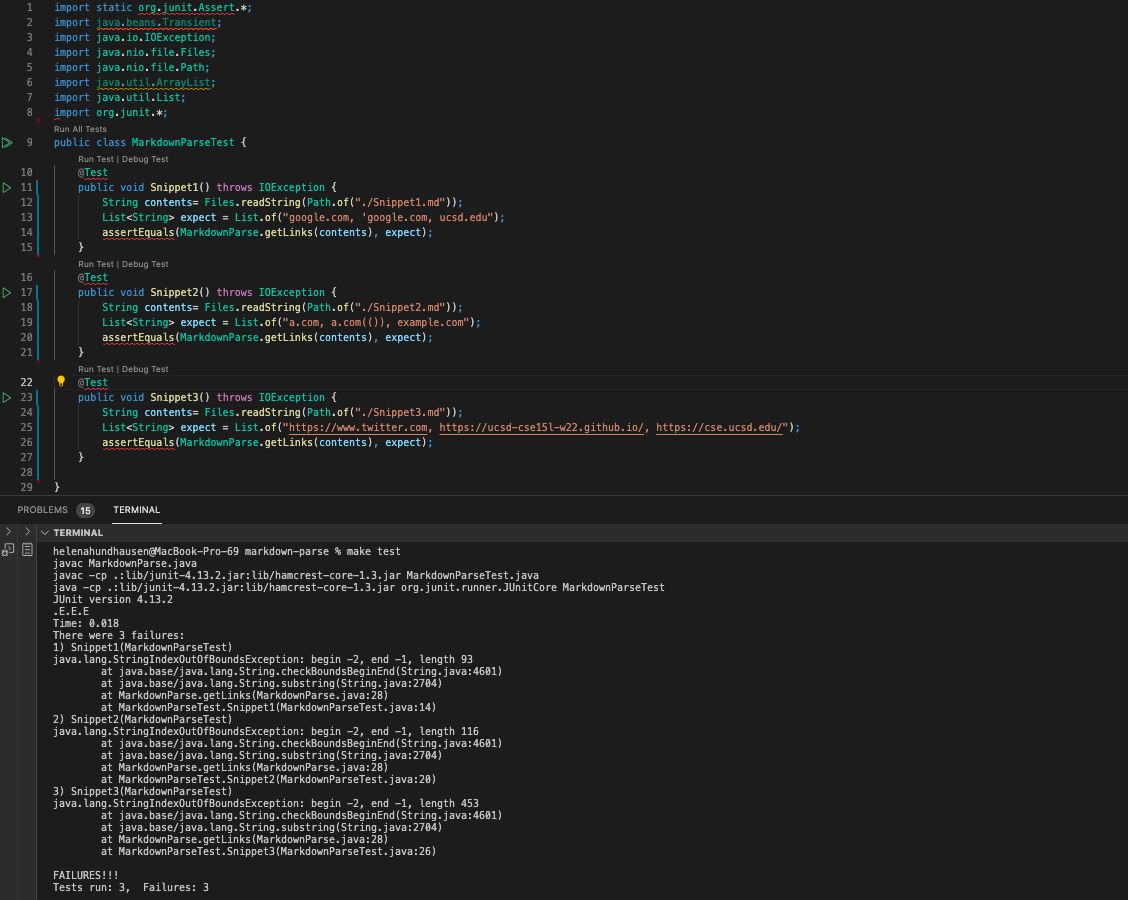 1 import static org.junit.Assert.*;
2 import java.beans.Transient;
3 import java.io.IOException;
4 import java.nio.file.Files;
5 import java.nio.file.Path;
6 import java.util.ArrayList;
7 import java.util.List;
8 import org.junit.*;
Run All Tests
9 public class MarkdownParseTest {
Run Test | Debug Test
10 @Test
11 public void Snippet1() throws IOException {
12 String contents= Files.readString(Path.of("./Snippet1.md"));
13 List<String> expect = List.of("google.com, 'google.com, ucsd.edu");
14 assertEquals(MarkdownParse.getLinks(contents), expect);
15 }
Run Test | Debug Test
16 @Test
17 public void Snippet2() throws IOException {
18 String contents= Files.readString(Path.of("./Snippet2.md"));
19 List<String> expect = List.of("a.com, a.com(()), example.com");
20 assertEquals(MarkdownParse.getLinks(contents), expect);
21 }
Run Test | Debug Test
22 @Test
23 public void Snippet3() throws IOException {
24 String contents= Files.readString(Path.of("./Snippet3.md"));
25 List<String> expect = List.of("https://www.twitter.com, https://ucsd-cse15l-w22.github.io/, https://cse.ucsd.edu/");
26 assertEquals(MarkdownParse.getLinks(contents), expect);
27 }
28
29 }
PROBLEMS 15 TERMINAL
TERMINAL
helenahundhausen@MacBook-Pro-69 markdown-parse % make test
javac MarkdownParse.java
javac -cp .:lib/junit-4.13.2.jar:lib/hamcrest-core-1.3.jar MarkdownParseTest.java
java -cp .:lib/junit-4.13.2.jar:lib/hamcrest-core-1.3.jar org.junit.runner.JUnitCore MarkdownParseTest
JUnit version 4.13.2
.E.E.E
Time: 0.018
There were 3 failures:
1) Snippet1(MarkdownParseTest)
java.lang.StringIndexOutOfBoundsException: begin -2, end -1, length 93
at java.base/java.lang.String.checkBoundsBeginEnd(String.java:4601)
at java.base/java.lang.String.substring(String.java:2704)
at MarkdownParse.getLinks(MarkdownParse.java:28)
at MarkdownParseTest.Snippet1(MarkdownParseTest.java:14)
2) Snippet2(MarkdownParseTest)
java.lang.StringIndexOutOfBoundsException: begin -2, end -1, length 116
at java.base/java.lang.String.checkBoundsBeginEnd(String.java:4601)
at java.base/java.lang.String.substring(String.java:2704)
at MarkdownParse.getLinks(MarkdownParse.java:28)
at MarkdownParseTest.Snippet2(MarkdownParseTest.java:20)
3) Snippet3(MarkdownParseTest)
java.lang.StringIndexOutOfBoundsException: begin -2, end -1, length 453
at java.base/java.lang.String.checkBoundsBeginEnd(String.java:4601)
at java.base/java.lang.String.substring(String.java:2704)
at MarkdownParse.getLinks(MarkdownParse.java:28)
at MarkdownParseTest.Snippet3(MarkdownParseTest.java:26)
FAILURES!!!
Tests run: 3,  Failures: 3